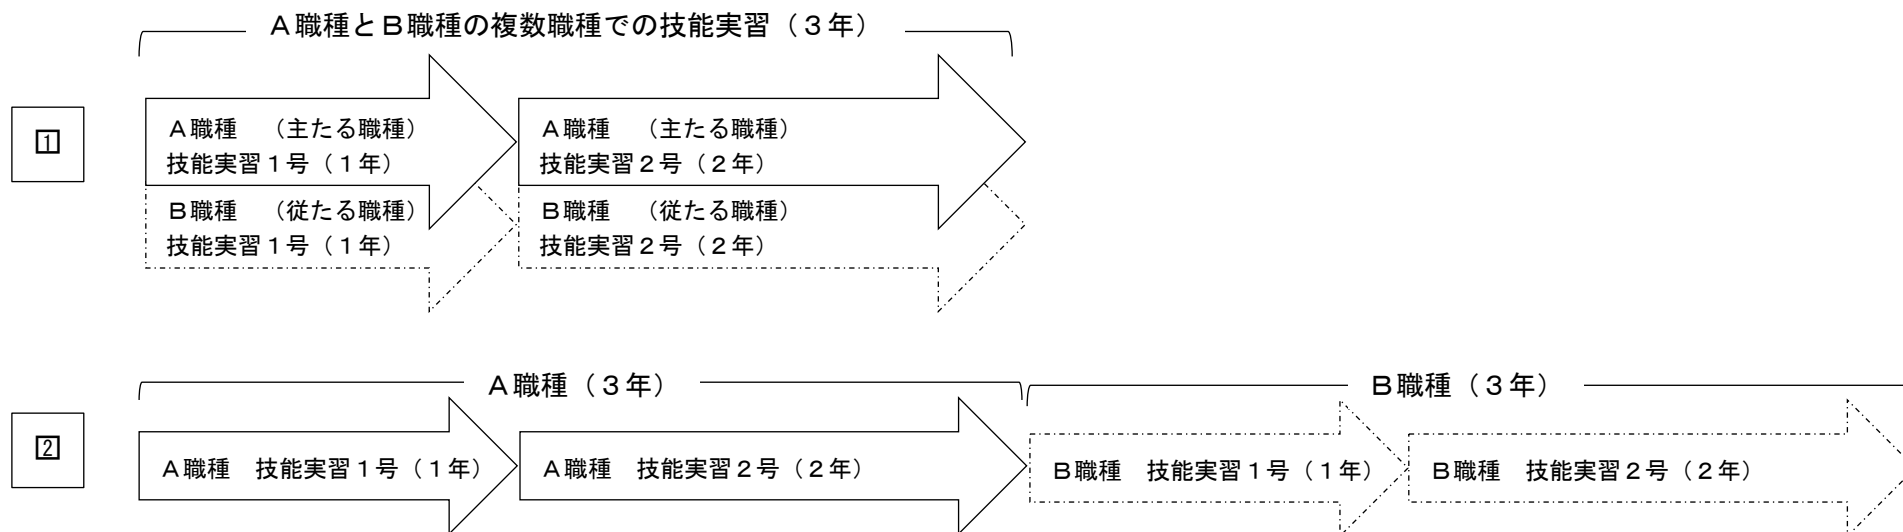 A職種とB職種の複数職種での技能実習（３年）
1
A職種　（主たる職種）
技能実習１号（１年）
A職種　（主たる職種）
技能実習２号（２年）
B職種　（従たる職種）
技能実習１号（１年）
B職種　（従たる職種）
技能実習２号（２年）
A職種（３年）
B職種（３年）
2
A職種　技能実習１号（１年）
A職種　技能実習２号（２年）
B職種　技能実習１号（１年）
B職種　技能実習２号（２年）